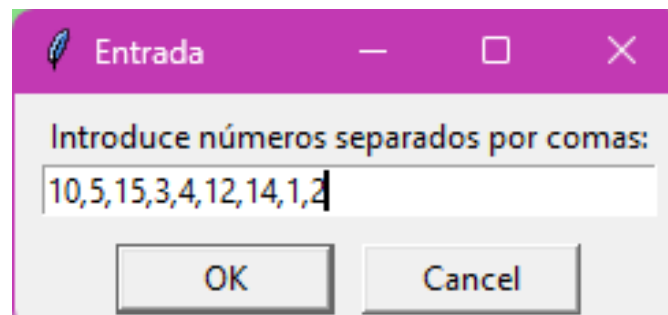 Entrada
Introduce números separados por comas:
10,5,15,3,4,12,14,1,2
OK Cancel